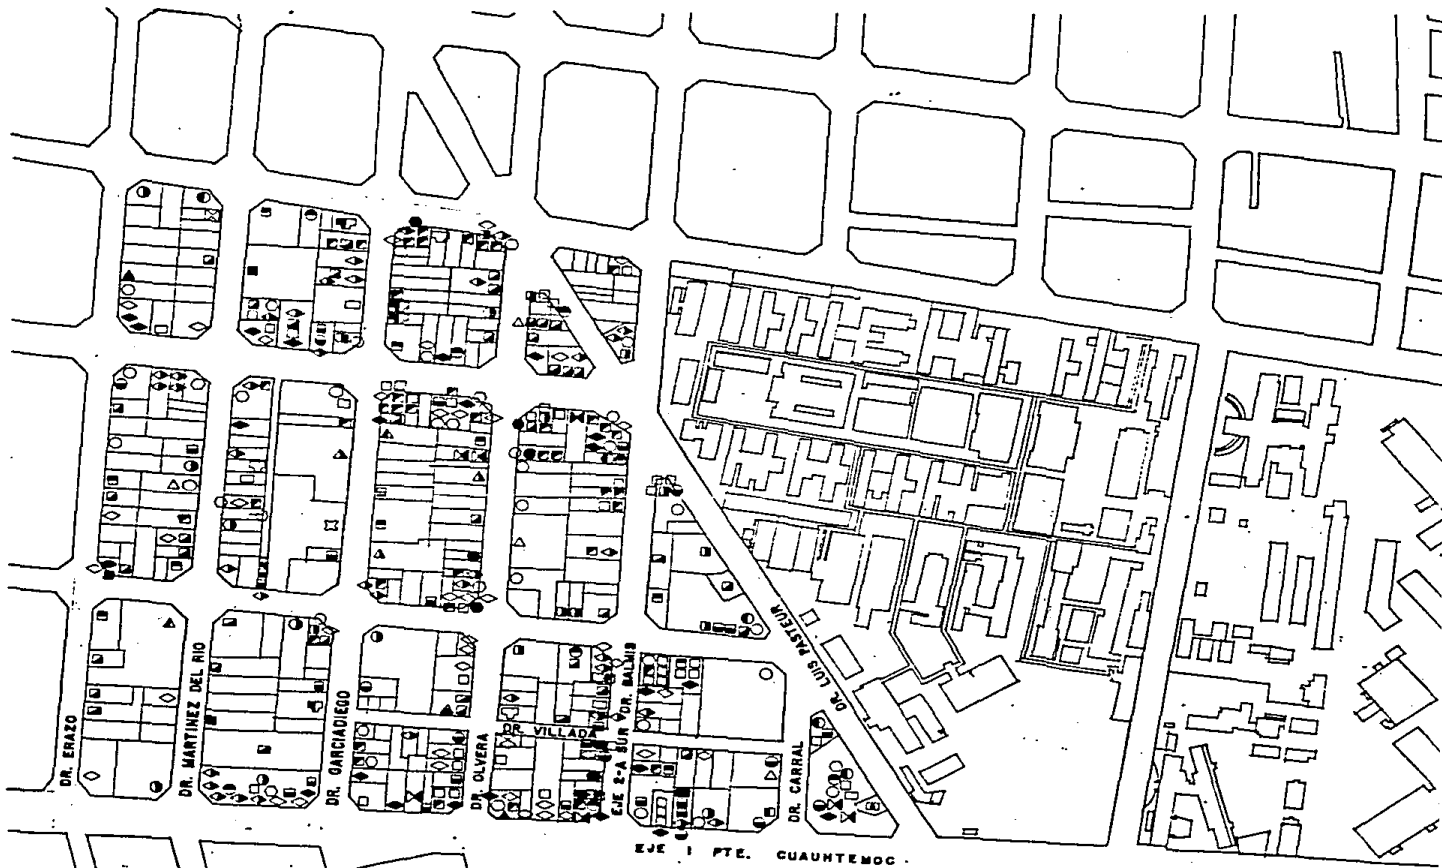 DR. ERAZO
DR. MARTINEZ DEL RIO
DR. GARCIADIEGO
DR. OLVERA
DR. VILLADA
EJE 2-A SUR
DR. BALMIS
DR. CARRAL
DR. LUIS PASTEUR
EJE 1 PTE. CUAUHTEMOC.